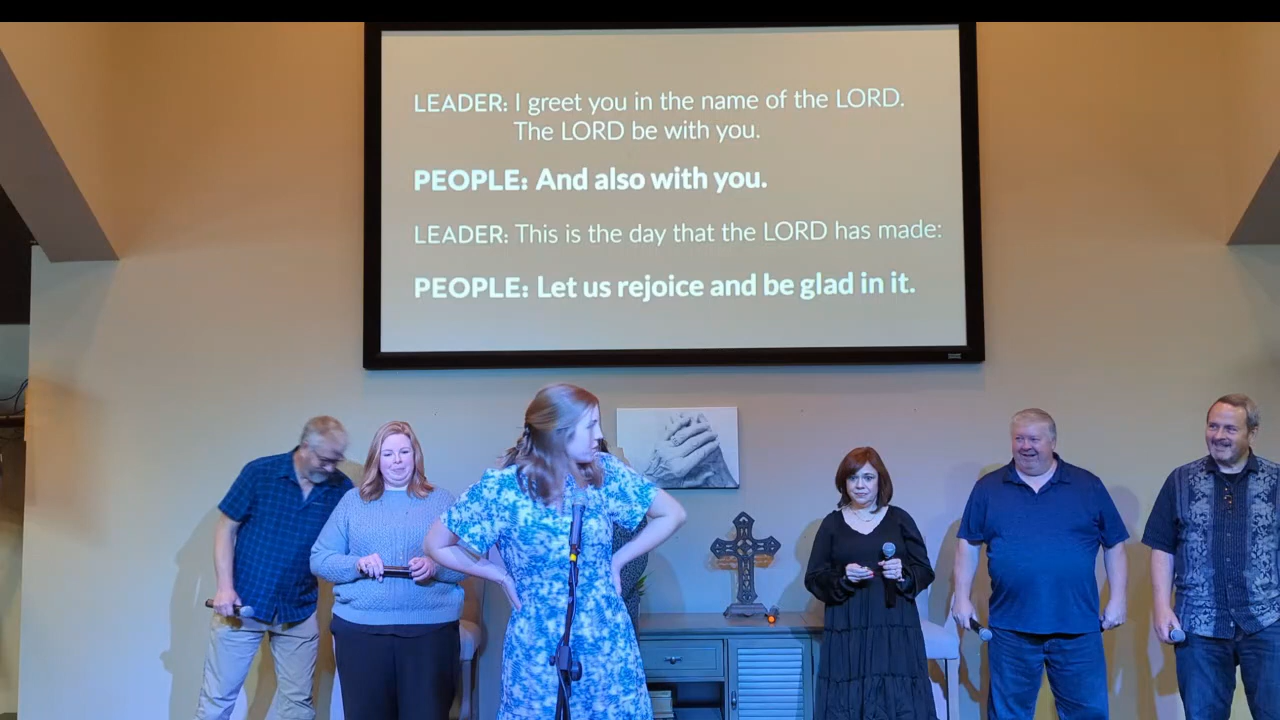 LEADER: I greet you in the name of the LORD.
The LORD be with you.
PEOPLE: And also with you.
LEADER: This is the day that the LORD has made:
PEOPLE: Let us rejoice and be glad in it.